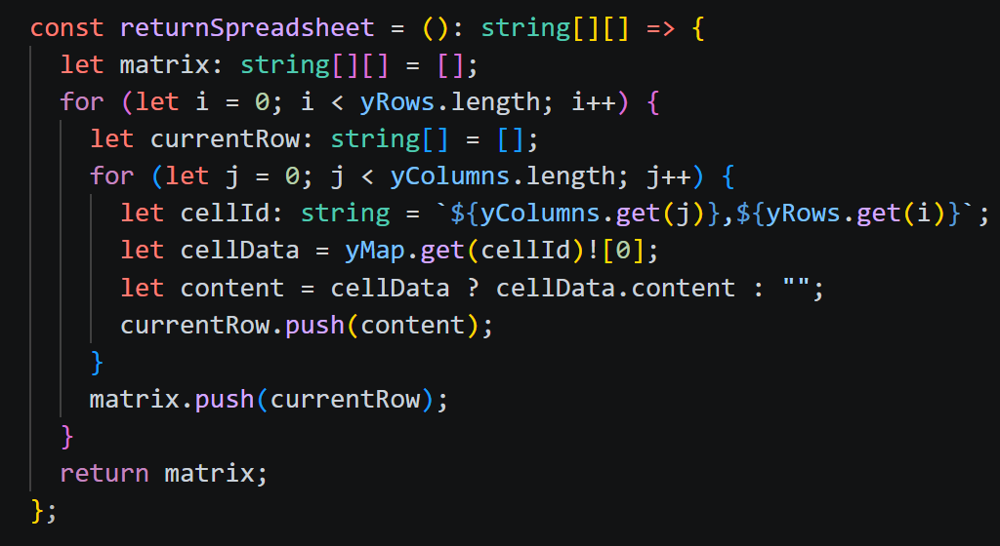 const returnSpreadsheet = (): string[][] => {
  let matrix: string[][] = [];
  for (let i = 0; i < yRows.length; i++) {
    let currentRow: string[] = [];
    for (let j = 0; j < yColumns.length; j++) {
      let cellId: string = `${yColumns.get(j)},${yRows.get(i)}`;
      let cellData = yMap.get(cellId)![0];
      let content = cellData ? cellData.content : "";
      currentRow.push(content);
    }
    matrix.push(currentRow);
  }
  return matrix;
};